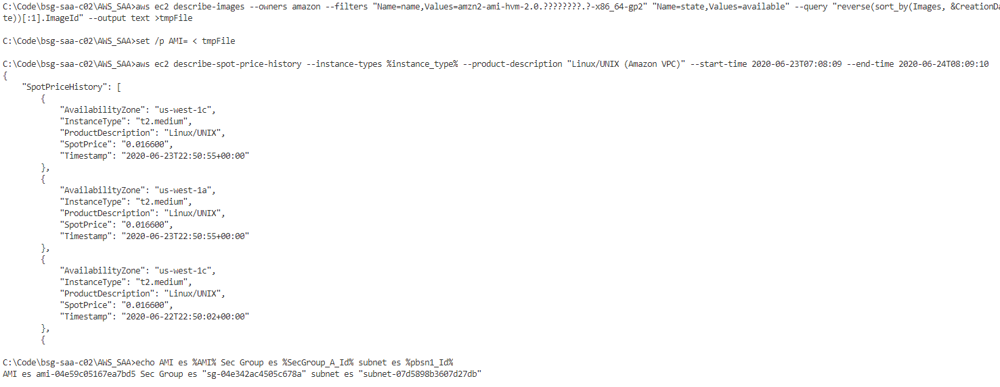 C:\Code\bsg-saa-c02\AWS_SAA>aws ec2 describe-images --owners amazon --filters "Name=name,Values=amzn2-ami-hvm-2.0.????????.?-x86_64-gp2" "Name=state,Values=available" --query "reverse(sort_by(Images, &CreationDa
te))[:1].ImageId" --output text >tmpFile
C:\Code\bsg-saa-c02\AWS_SAA>set /p AMI= < tmpFile
C:\Code\bsg-saa-c02\AWS_SAA>aws ec2 describe-spot-price-history --instance-types %instance_type% --product-description "Linux/UNIX (Amazon VPC)" --start-time 2020-06-23T07:08:09 --end-time 2020-06-24T08:09:10
{
    "SpotPriceHistory": [
        {
            "AvailabilityZone": "us-west-1c",
            "InstanceType": "t2.medium",
            "ProductDescription": "Linux/UNIX",
            "SpotPrice": "0.016600",
            "Timestamp": "2020-06-23T22:50:55+00:00"
        },
        {
            "AvailabilityZone": "us-west-1a",
            "InstanceType": "t2.medium",
            "ProductDescription": "Linux/UNIX",
            "SpotPrice": "0.016600",
            "Timestamp": "2020-06-23T22:50:55+00:00"
        },
        {
            "AvailabilityZone": "us-west-1c",
            "InstanceType": "t2.medium",
            "ProductDescription": "Linux/UNIX",
            "SpotPrice": "0.016600",
            "Timestamp": "2020-06-22T22:50:02+00:00"
        },
        {
C:\Code\bsg-saa-c02\AWS_SAA>echo AMI es %AMI% Sec Group es %SecGroup_A_Id% subnet es %pbsn1_Id%
AMI es ami-04e59c05167ea7bd5 Sec Group es "sg-04e342ac4505c678a" subnet es "subnet-07d5898b3607d27db"